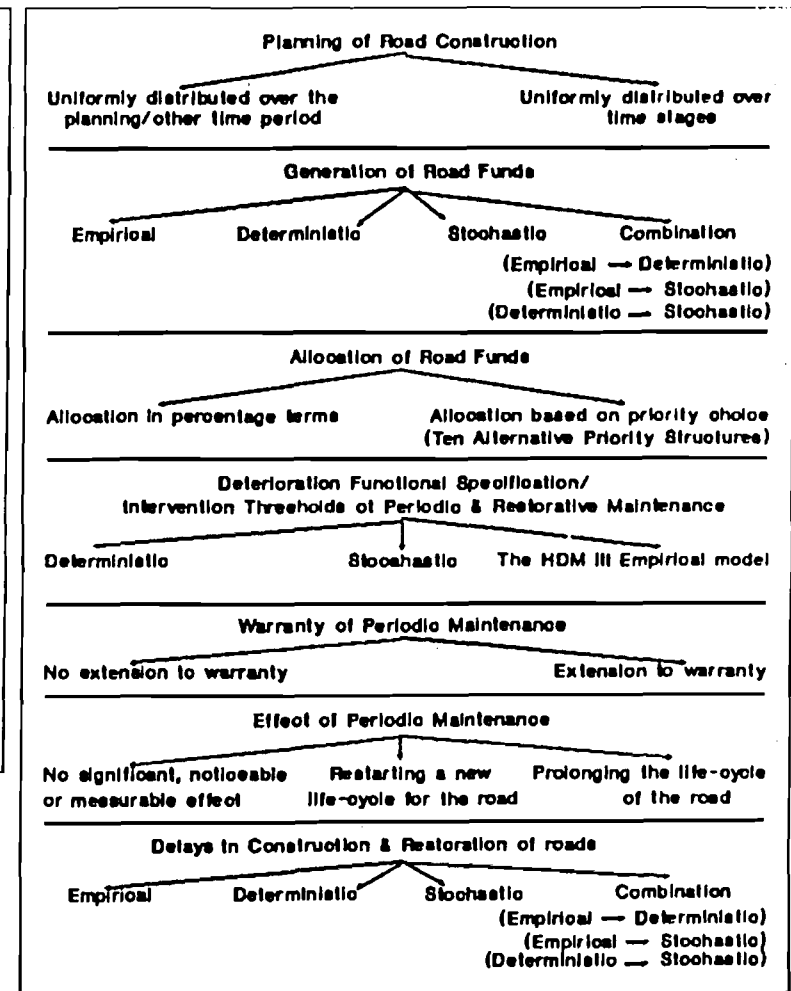 Planning of Road Construction
Uniformly distributed over the planning/other time period
Uniformly distributed over time stages
Generation of Road Funds
Empirical Deterministic Stochastic Combination
(Empirical → Deterministic)
(Empirical → Stochastic)
(Deterministic → Stochastic)
Allocation of Road Funds
Allocation in percentage terms
Allocation based on priority choice
(Ten Alternative Priority Structures)
Deterioration Functional Specification/
Intervention Thresholds of Periodic & Restorative Maintenance
Deterministic Stocahastic The HDM III Empirical model
Warranty of Periodic Maintenance
No extension to warranty Extension to warranty
Effect of Periodic Maintenance
No significant, noticeable or measurable effect
Restarting a new life-cycle for the road
Prolonging the life-cycle of the road
Delays in Construction & Restoration of roads
Empirical Deterministic Stochastic Combination
(Empirical → Deterministic)
(Empirical → Stochastic)
(Deterministic → Stochastic)